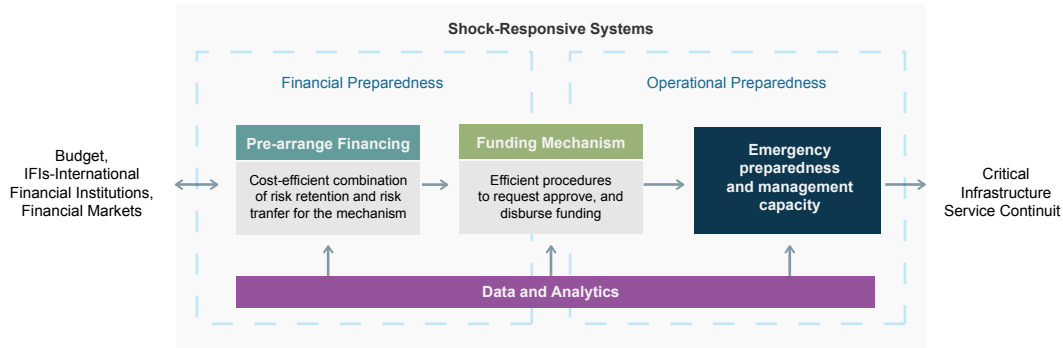 Shock-Responsive Systems
Financial Preparedness
Operational Preparedness
Budget,
IFIs-International
Financial Institutions,
Financial Markets
Pre-arrange Financing
Cost-efficient combination
of risk retention and risk
tranfer for the mechanism
Funding Mechanism
Efficient procedures
to request approve, and
disburse funding
Emergency
preparedness
and management
capacity
Critical
Infrastructure
Service Continuit
Data and Analytics